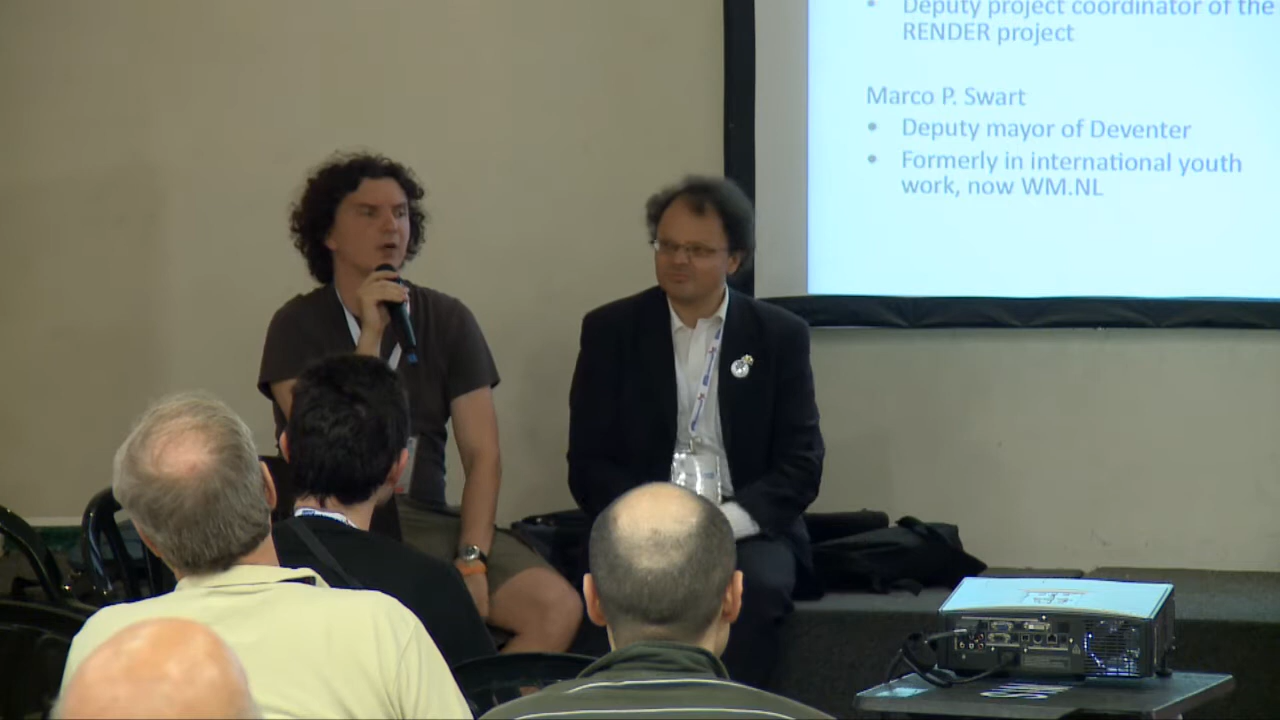 • Deputy project coordinator of the
RENDER project
Marco P. Swart
• Deputy mayor of Deventer
• Formerly in international youth
work, now WM.NL